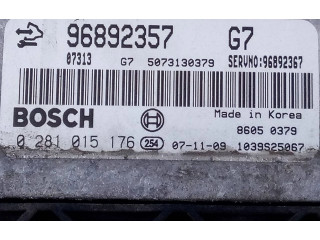 96892357 G7
07313 G7 5073130379 SERVNO:96892367
BOSCH Made in Korea
8605 0379
0 281 015 176 254 07-11-09 1039S25067